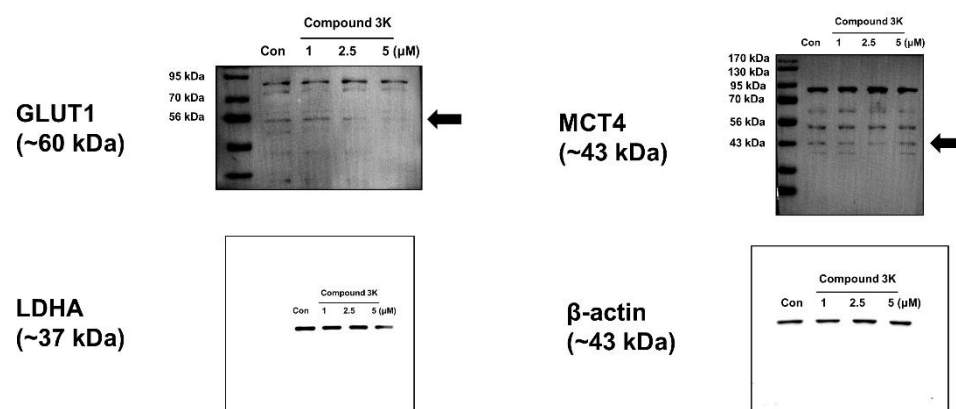 Compound 3K
Con 1 2.5 5 (μM)
95 kDa
70 kDa
56 kDa
GLUT1
(~60 kDa)
Compound 3K
Con 1 2.5 5 (μM)
170 kDa
130 kDa
95 kDa
70 kDa
56 kDa
43 kDa
MCT4
(~43 kDa)
Compound 3K
Con 1 2.5 5 (μM)
LDHA
(~37 kDa)
Compound 3K
Con 1 2.5 5 (μM)
β-actin
(~43 kDa)